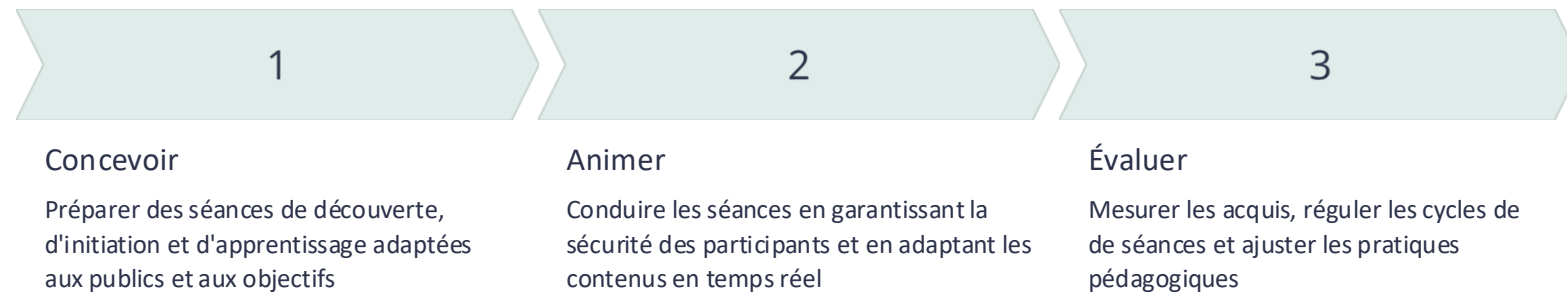 1
2
3
Concevoir
Préparer des séances de découverte,
d'initiation et d'apprentissage adaptées
aux publics et aux objectifs
Animer
Conduire les séances en garantissant la
sécurité des participants et en adaptant les
contenus en temps réel
Évaluer
Mesurer les acquis, réguler les cycles de
de séances et ajuster les pratiques
pédagogiques